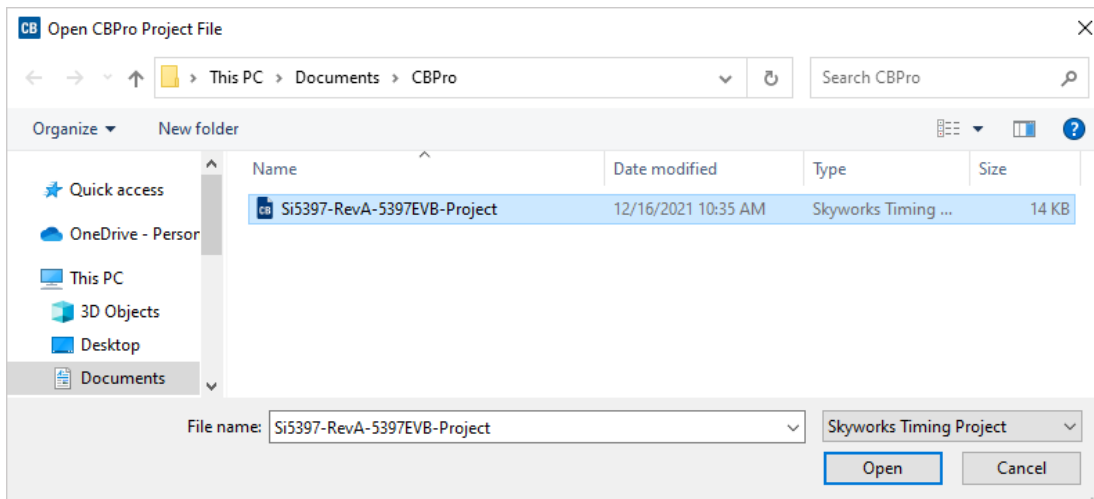 CB Open CBPro Project File
This PC > Documents > CBPro
Search CBPro
Organize
New folder
?
Name
Date modified
Type
Size
Quick access
CB Si5397-RevA-5397EVB-Project
12/16/2021 10:35 AM
Skyworks Timing ...
14 KB
OneDrive - Person
This PC
3D Objects
Desktop
Documents
File name:
Si5397-RevA-5397EVB-Project
Skyworks Timing Project
Open
Cancel